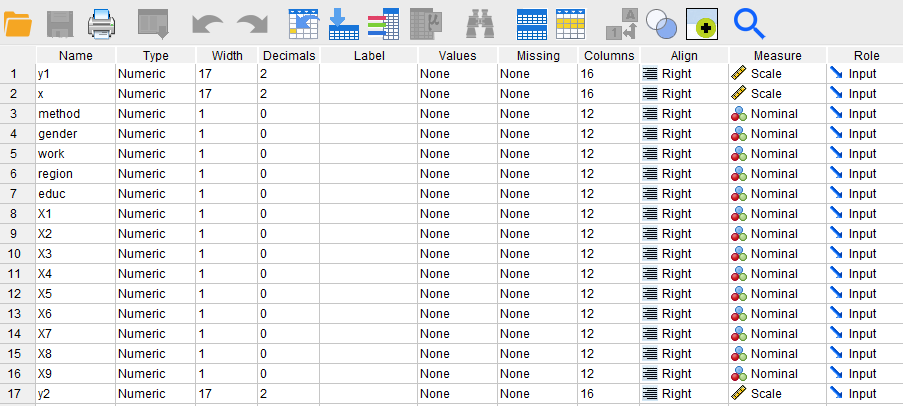 Name Type Width Decimals Label Values Missing Columns Align Measure Role
1 y1 Numeric 17 2 None None 16 Right Scale Input
2 x Numeric 17 2 None None 16 Right Scale Input
3 method Numeric 1 0 None None 12 Right Nominal Input
4 gender Numeric 1 0 None None 12 Right Nominal Input
5 work Numeric 1 0 None None 12 Right Nominal Input
6 region Numeric 1 0 None None 12 Right Nominal Input
7 educ Numeric 1 0 None None 12 Right Nominal Input
8 X1 Numeric 1 0 None None 12 Right Nominal Input
9 X2 Numeric 1 0 None None 12 Right Nominal Input
10 X3 Numeric 1 0 None None 12 Right Nominal Input
11 X4 Numeric 1 0 None None 12 Right Nominal Input
12 X5 Numeric 1 0 None None 12 Right Nominal Input
13 X6 Numeric 1 0 None None 12 Right Nominal Input
14 X7 Numeric 1 0 None None 12 Right Nominal Input
15 X8 Numeric 1 0 None None 12 Right Nominal Input
16 X9 Numeric 1 0 None None 12 Right Nominal Input
17 y2 Numeric 17 2 None None 16 Right Scale Input